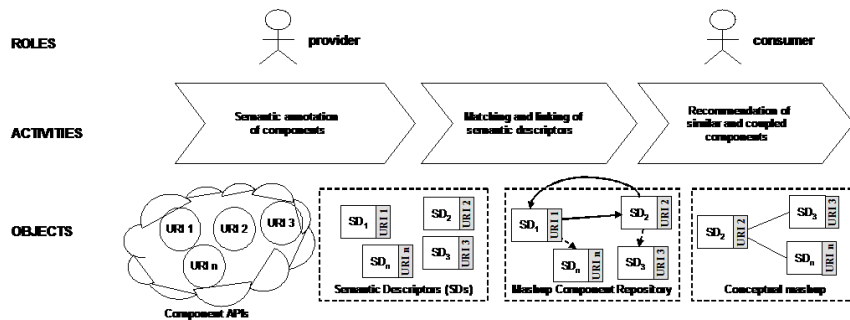 ROLES
provider
consumer
ACTIVITIES
Semantic annotation
of components
Matching and linking of
semantic descriptors
Recommendation of
similar and coupled
components
OBJECTS
URI 1
URI 2
URI 3
URI n
Component APIs
SD1
URI 1
SD2
URI 2
SDn
URI n
SD3
URI 3
Semantic Descriptors (SDs)
SD1
URI 1
SD2
URI 2
SDn
URI n
SD3
URI 3
Mashup Component Repository
SD2
URI 2
SD3
URI 3
SDn
URI n
Conceptual mashup